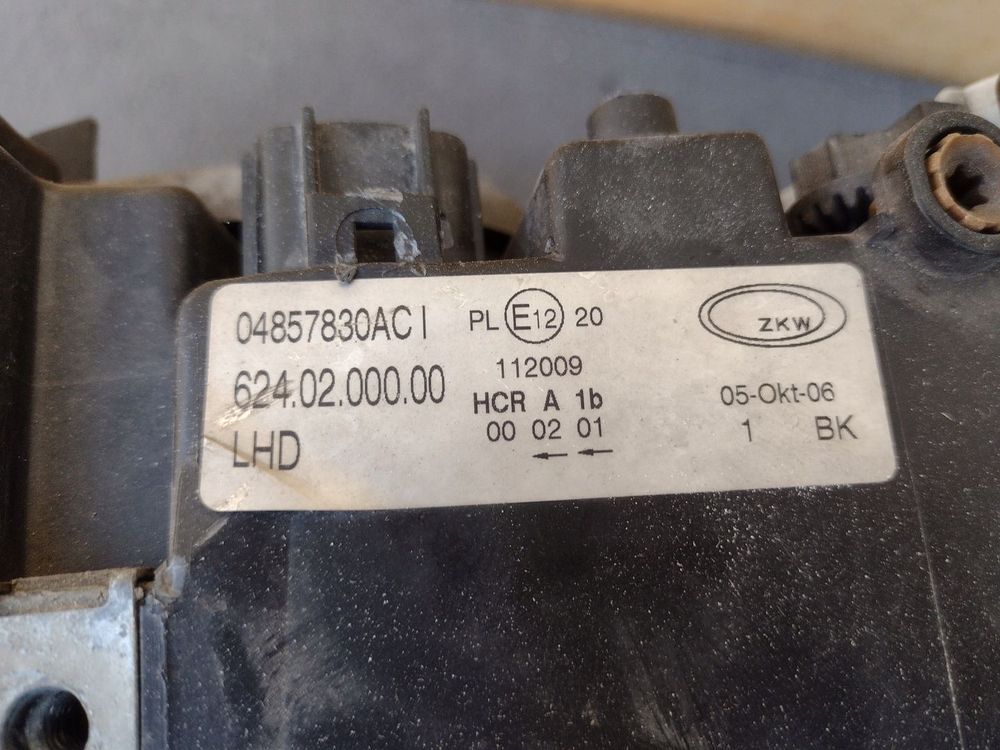 04857830AC I
624.02.000.00
LHD
PL E12 20
112009
HCR A 1b
00 02 01
← ←
ZKW
05-Okt-06
1 BK